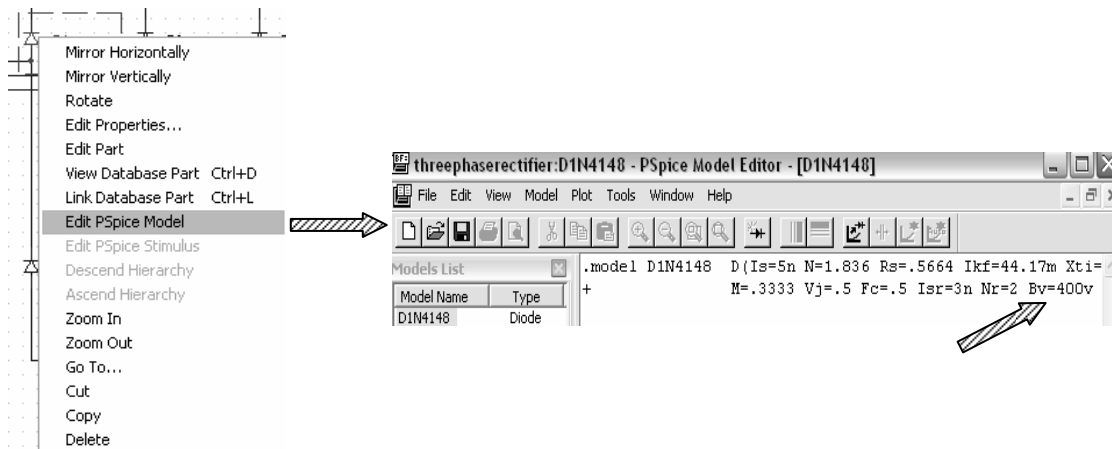 Mirror Horizontally
Mirror Vertically
Rotate
Edit Properties...
Edit Part
View Database Part Ctrl+D
Link Database Part Ctrl+L
Edit PSpice Model
Edit PSpice Stimulus
Descend Hierarchy
Ascend Hierarchy
Zoom In
Zoom Out
Go To...
Cut
Copy
Delete
threephaserectifier:D1N4148 - PSpice Model Editor - [D1N4148]
File Edit View Model Plot Tools Window Help
Models List
Model Name Type
D1N4148 Diode
.model D1N4148 D(Is=5n N=1.836 Rs=.5664 Ikf=44.17m Xti=
+ M=.3333 Vj=.5 Fc=.5 Isr=3n Nr=2 Bv=400v